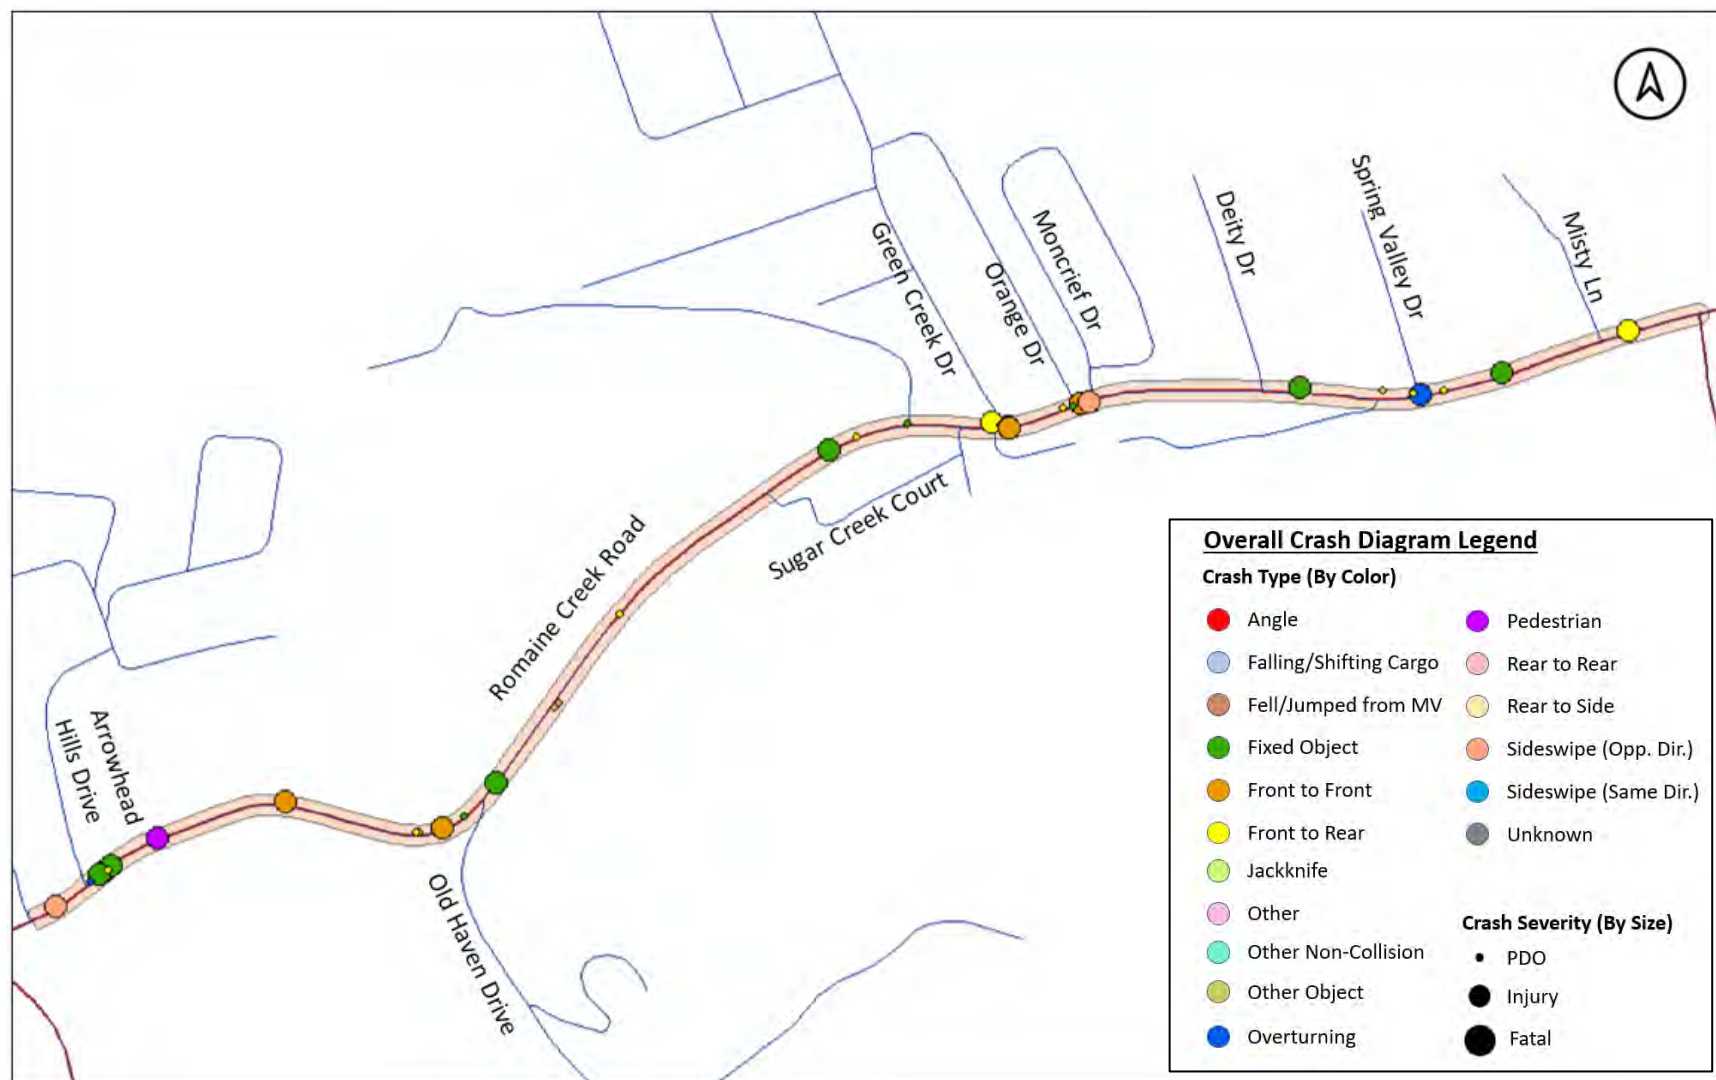 Spring Valley Dr
Deity Dr
Moncrief Dr
Misty Ln
Green Creek Dr
Orange Dr
Sugar Creek Court
Romaine Creek Road
Arrowhead
Hills Drive
Old Haven Drive
Overall Crash Diagram Legend
Crash Type (By Color)
Angle
Falling/Shifting Cargo
Fell/Jumped from MV
Fixed Object
Front to Front
Front to Rear
Jackknife
Other
Other Non-Collision
Other Object
Overturning
Pedestrian
Rear to Rear
Rear to Side
Sideswipe (Opp. Dir.)
Sideswipe (Same Dir.)
Unknown
Crash Severity (By Size)
PDO
Injury
Fatal